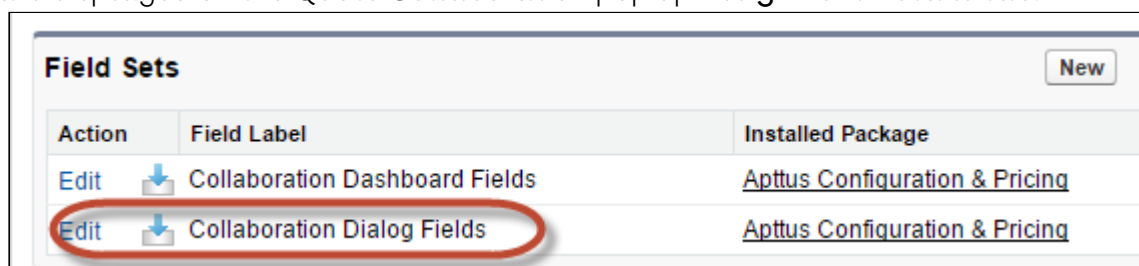 Field Sets New
Action Field Label Installed Package
Edit Collaboration Dashboard Fields Apttus Configuration & Pricing
Edit Collaboration Dialog Fields Apttus Configuration & Pricing